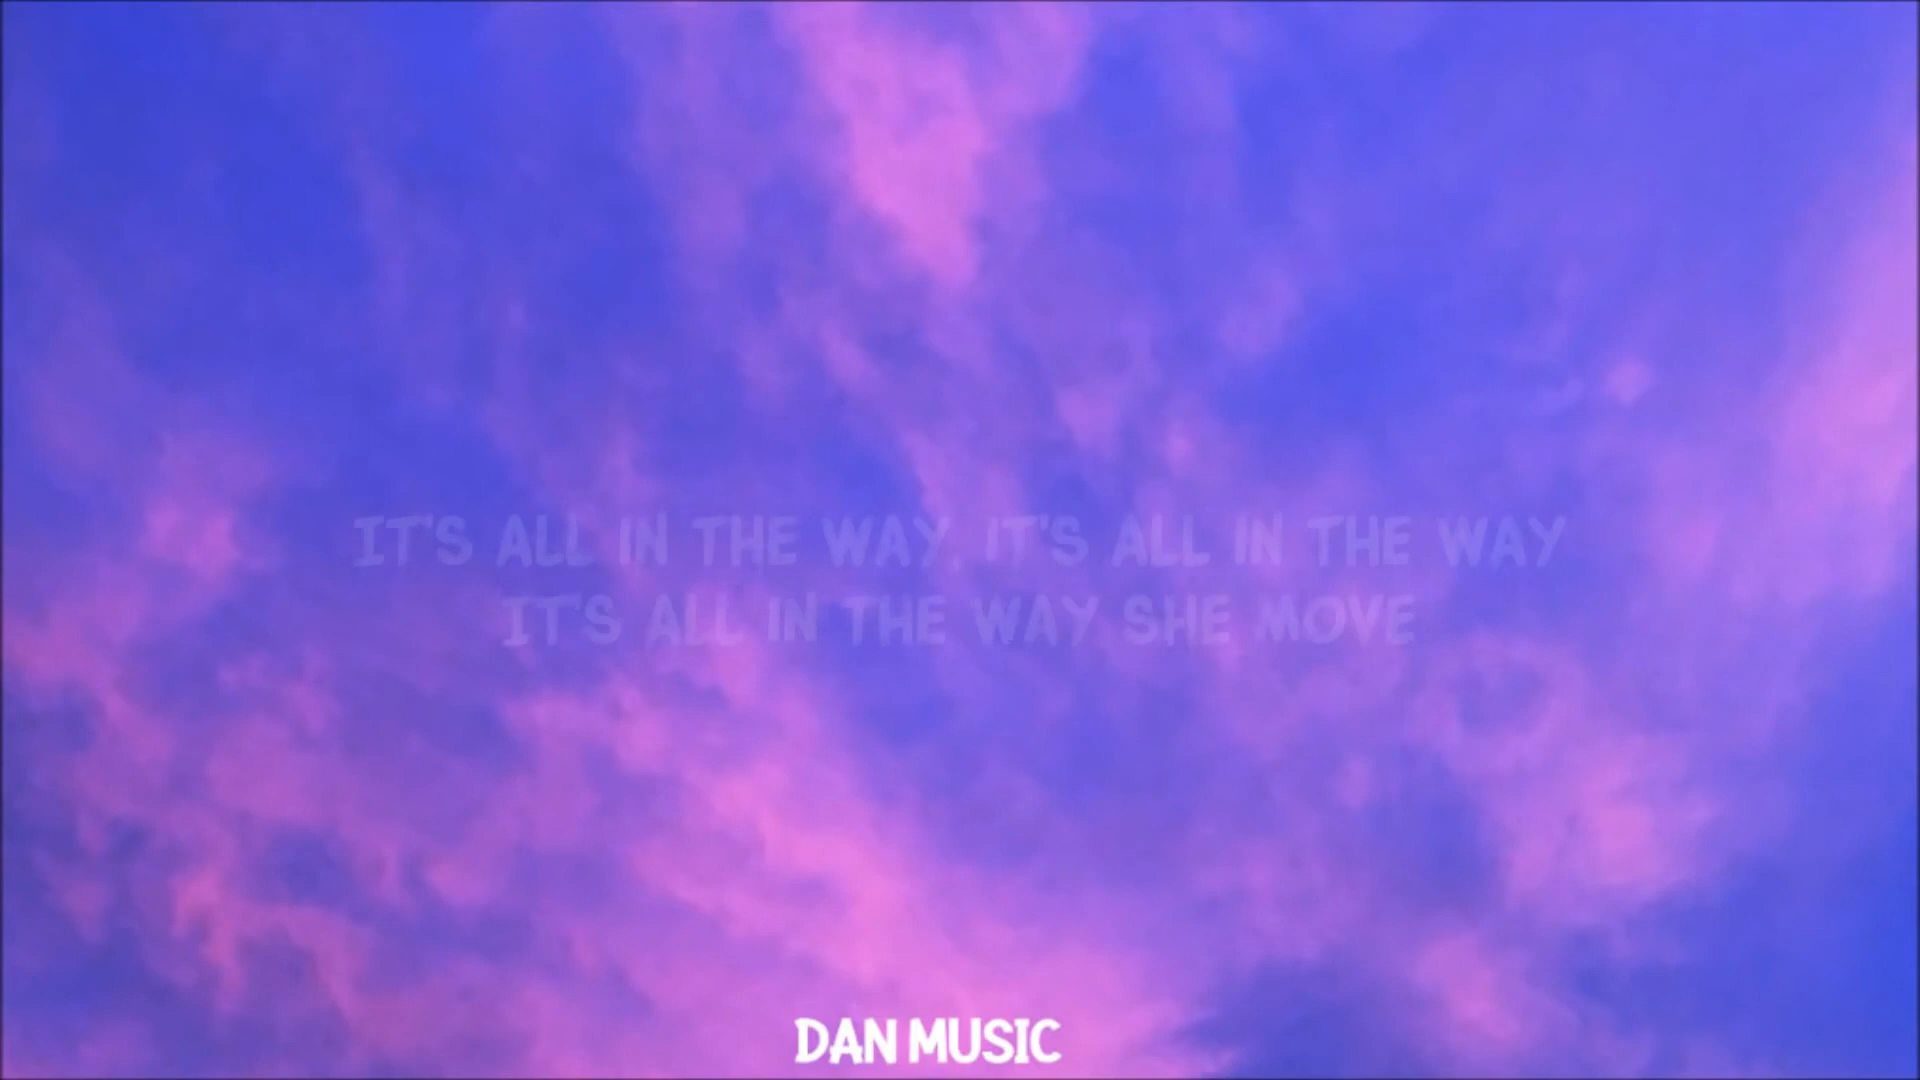 IT'S ALL IN THE WAY, IT'S ALL IN THE WAY
IT'S ALL IN THE WAY SHE MOVE
DAN MUSIC